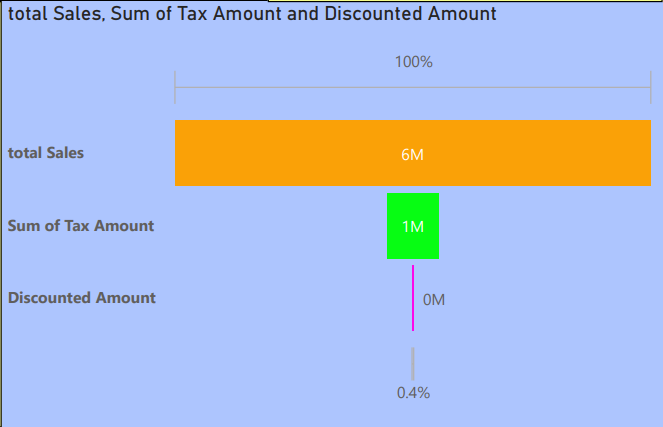 total Sales, Sum of Tax Amount and Discounted Amount
100%
total Sales
6M
Sum of Tax Amount
1M
Discounted Amount
0M
0.4%